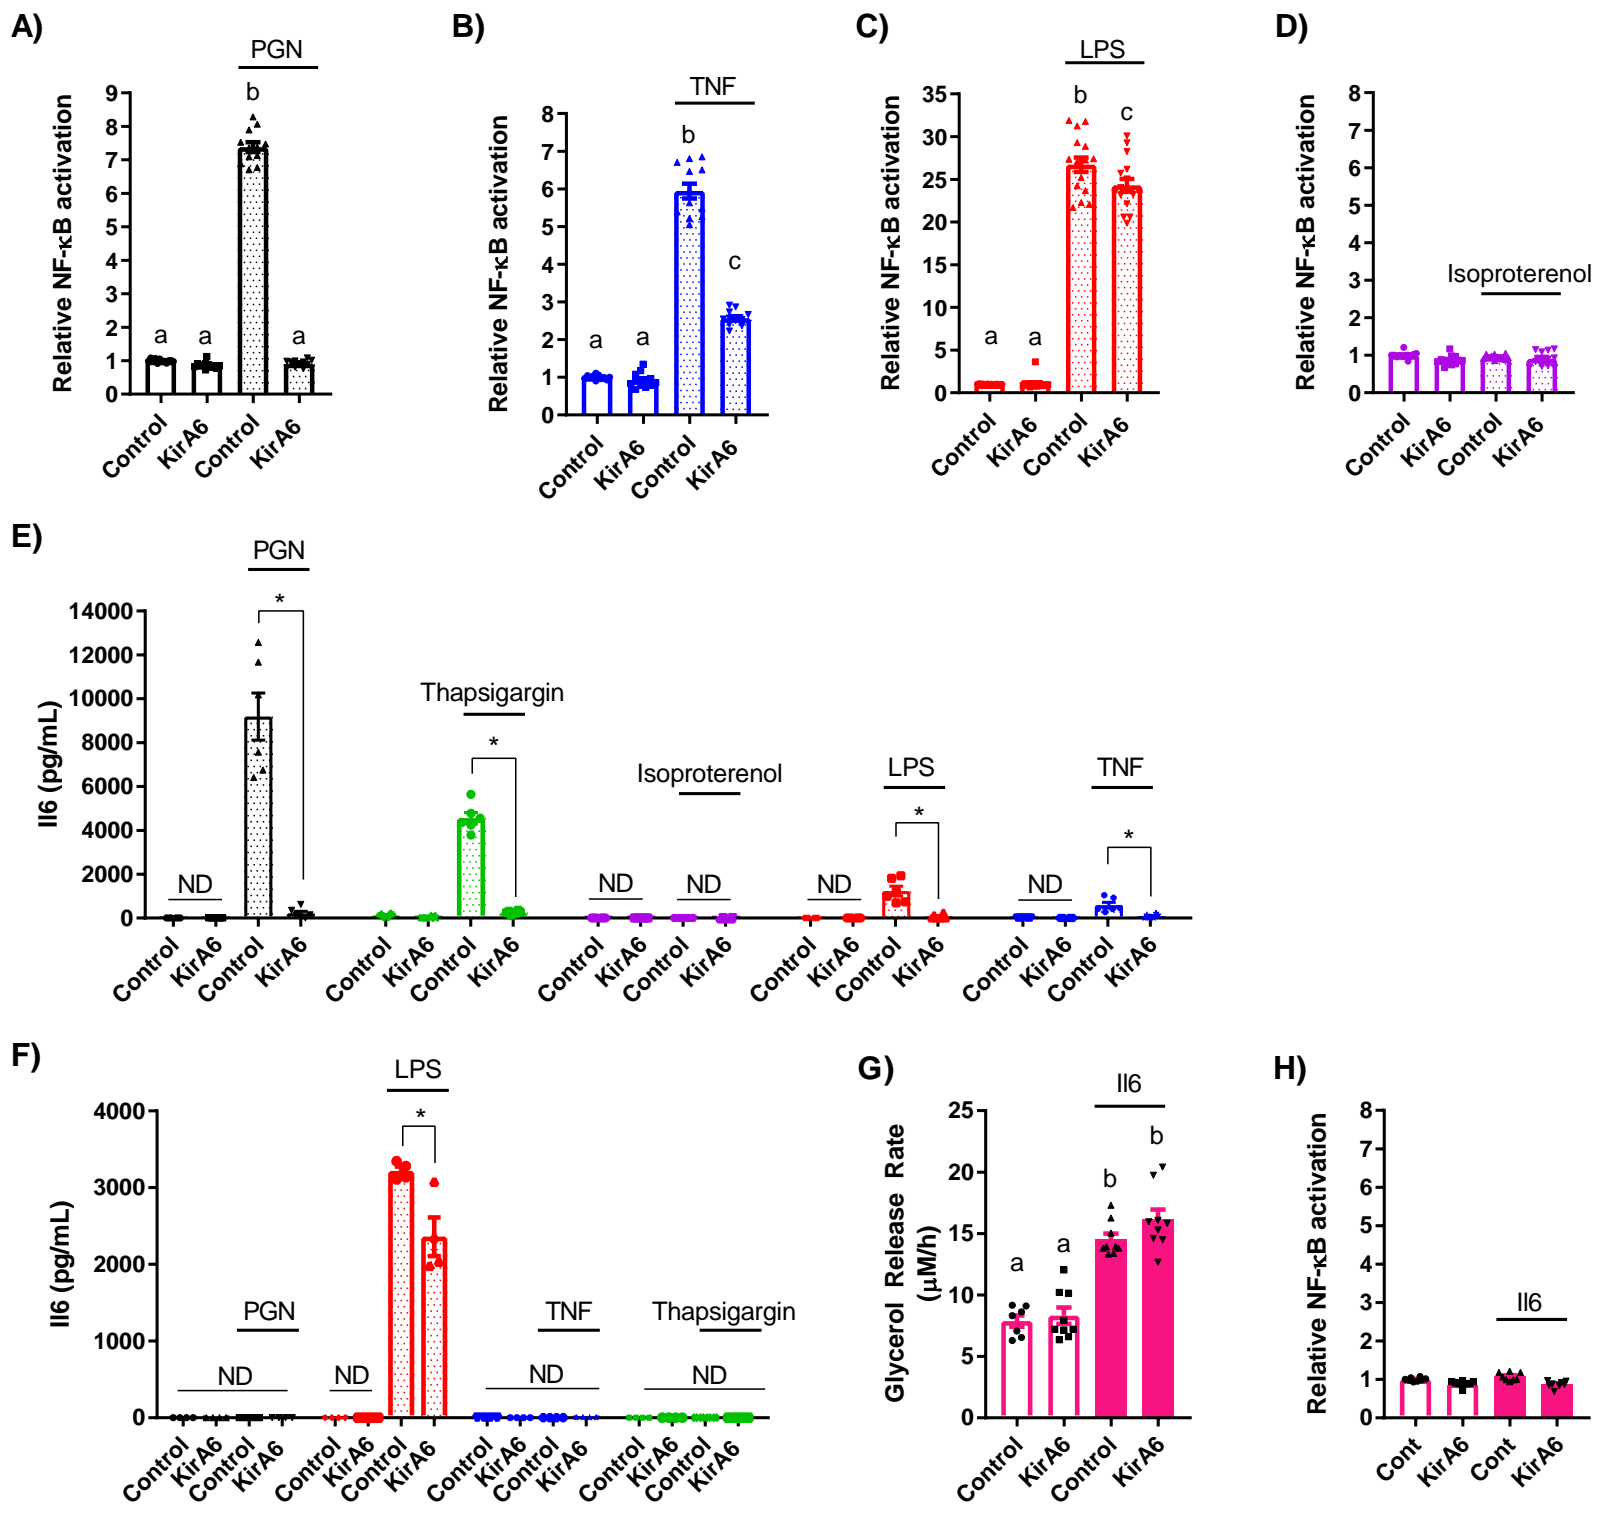 A)
PGN
Relative NF-κB activation
9
8
7
6
5
4
3
2
1
0
a
a
b
a
Control
KirA6
Control
KirA6
B)
TNF
Relative NF-κB activation
8
7
6
5
4
3
2
1
0
a
a
b
c
Control
KirA6
Control
KirA6
C)
LPS
Relative NF-κB activation
35
30
25
20
15
10
5
0
a
a
b
c
Control
KirA6
Control
KirA6
D)
Relative NF-κB activation
8
7
6
5
4
3
2
1
0
Isoproterenol
Control
KirA6
Control
KirA6
E)
Il6 (pg/mL)
14000
12000
10000
8000
6000
4000
2000
0
PGN
*
ND
Thapsigargin
*
Isoproterenol
ND
ND
LPS
*
ND
TNF
*
ND
Control
KirA6
Control
KirA6
Control
KirA6
Control
KirA6
Control
KirA6
Control
KirA6
Control
KirA6
Control
KirA6
Control
KirA6
Control
KirA6
F)
Il6 (pg/mL)
4000
3000
2000
1000
0
PGN
ND
LPS
*
ND
TNF
ND
Thapsigargin
ND
Control
KirA6
Control
KirA6
Control
KirA6
Control
KirA6
Control
KirA6
Control
KirA6
Control
KirA6
Control
KirA6
G)
Il6
Glycerol Release Rate
(µM/h)
25
20
15
10
5
0
a
a
b
b
Control
KirA6
Control
KirA6
H)
Relative NF-κB activation
8
7
6
5
4
3
2
1
0
Il6
Cont
KirA6
Cont
KirA6